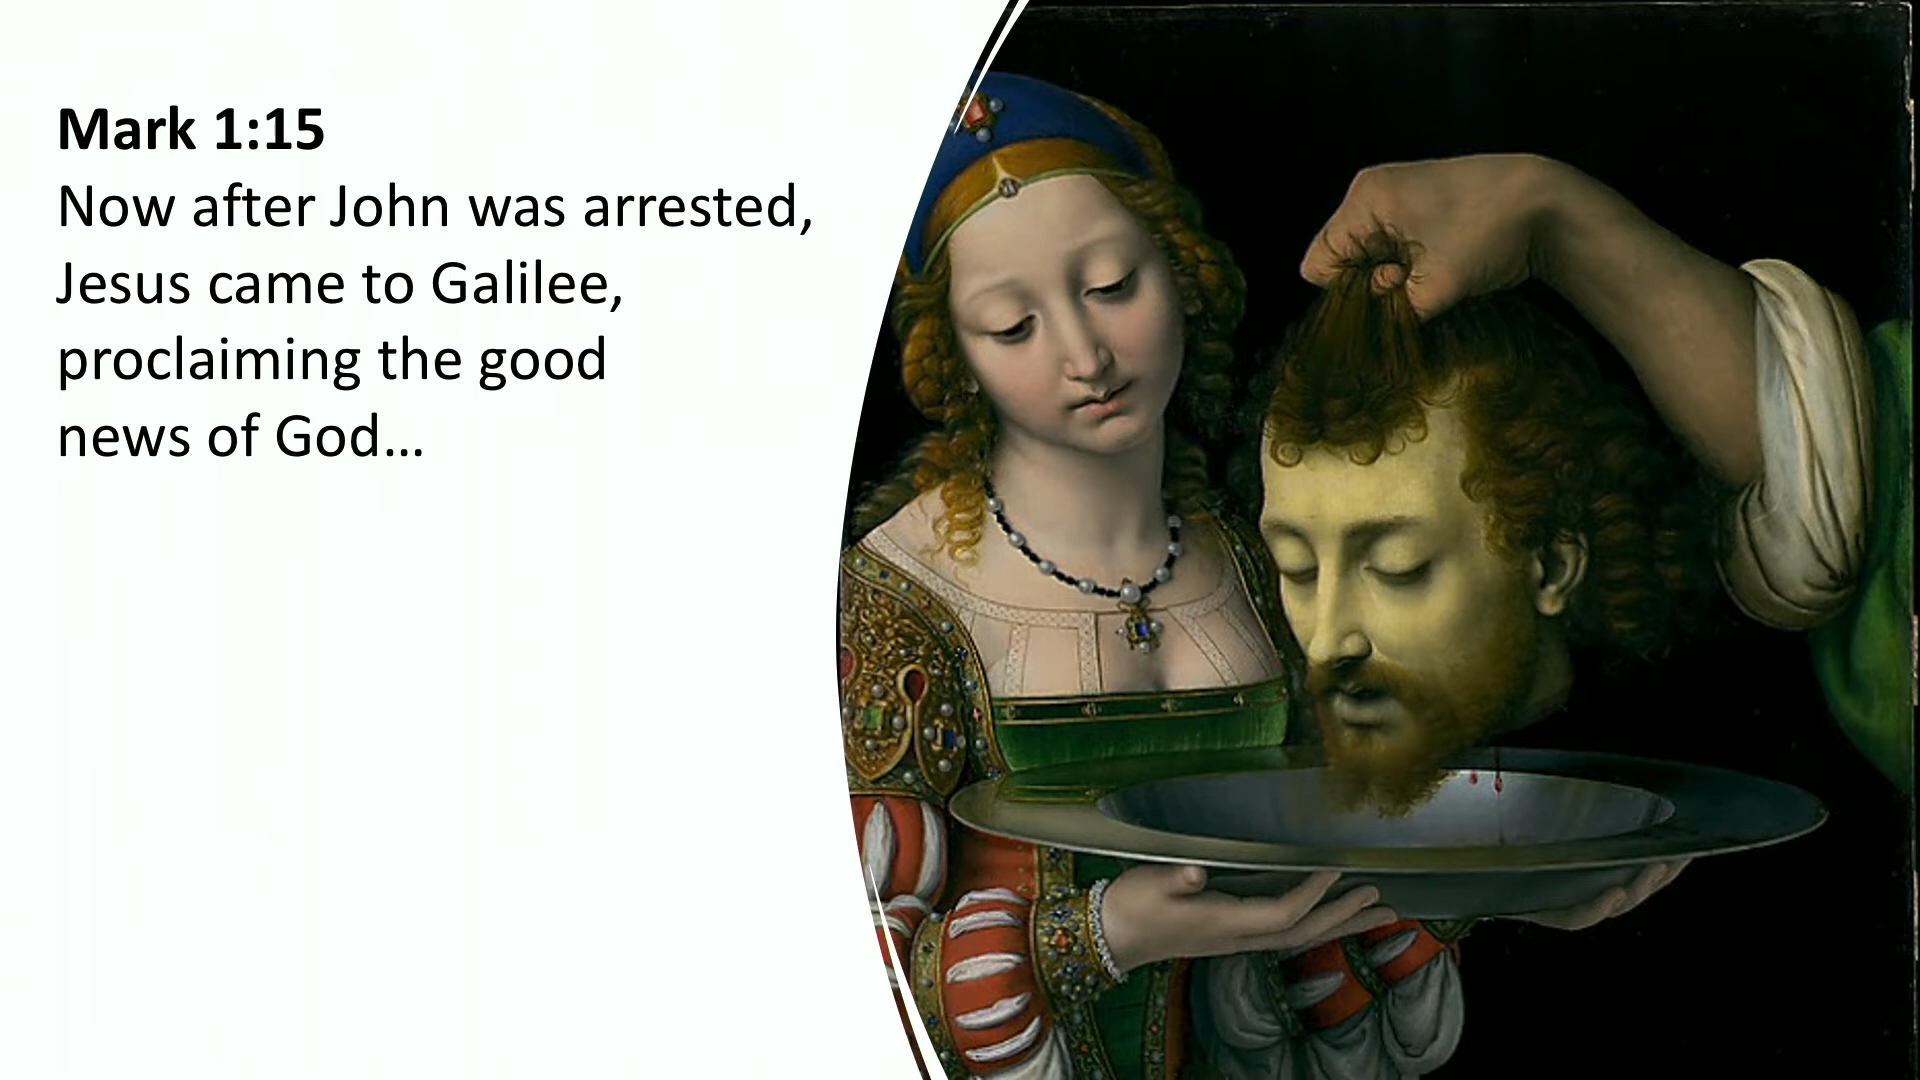 Mark 1:15
Now after John was arrested,
Jesus came to Galilee,
proclaiming the good
news of God…